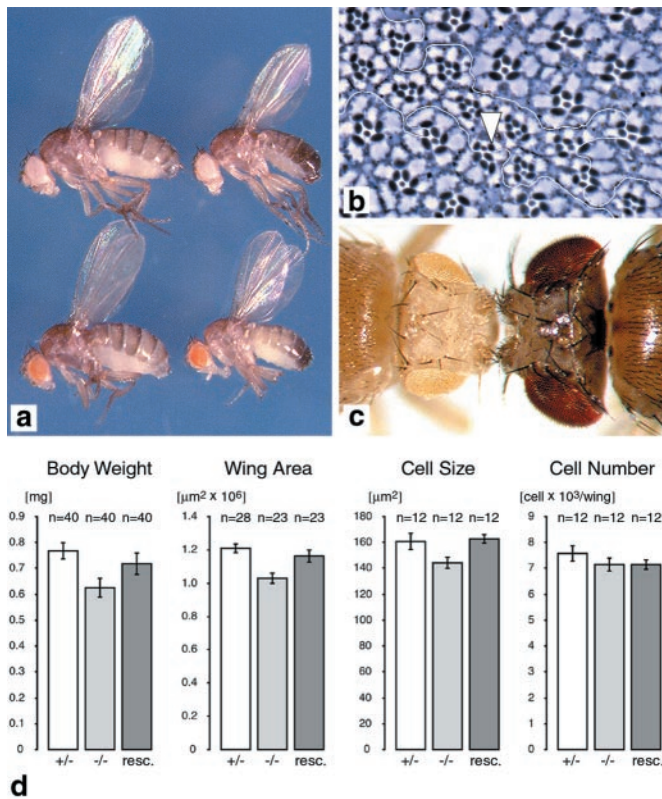 a
b
c
Body Weight
[mg]
n=40 n=40 n=40
0.9
0.8
0.7
0.6
0.5
0.4
0.3
0.2
0.1
0
+/- -/- resc.
Wing Area
[µm² x 10⁶]
n=28 n=23 n=23
1.4
1.2
1.0
0.8
0.6
0.4
0.2
0
+/- -/- resc.
Cell Size
[µm²]
n=12 n=12 n=12
180
160
140
120
100
80
60
40
20
0
+/- -/- resc.
Cell Number
[cell x 10³/wing]
n=12 n=12 n=12
9
8
7
6
5
4
3
2
1
0
+/- -/- resc.
d